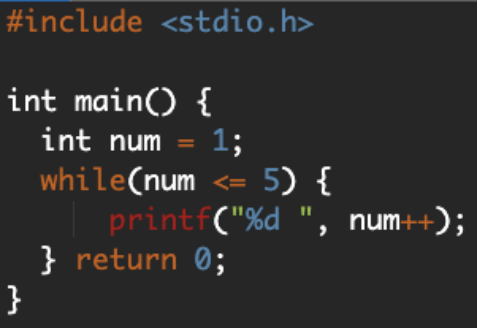 #include <stdio.h>
int main() {
int num = 1;
while(num <= 5) {
printf("%d ", num++);
} return 0;
}